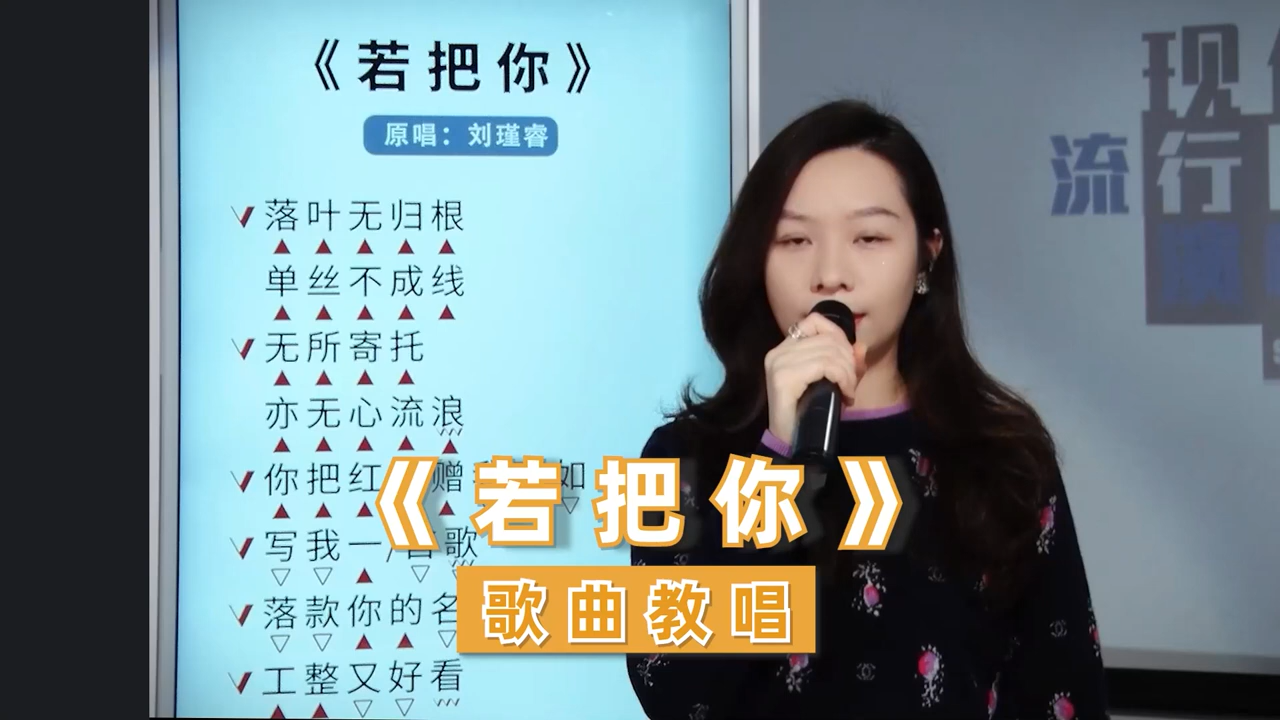 《若把你》
原唱：刘瑾睿
落叶无归根
单丝不成线
无所寄托
亦无心流浪
你把红 赠 如
写我一 歌
落款你的名
工整又好看
《若把你》
歌曲教唱
现
流行